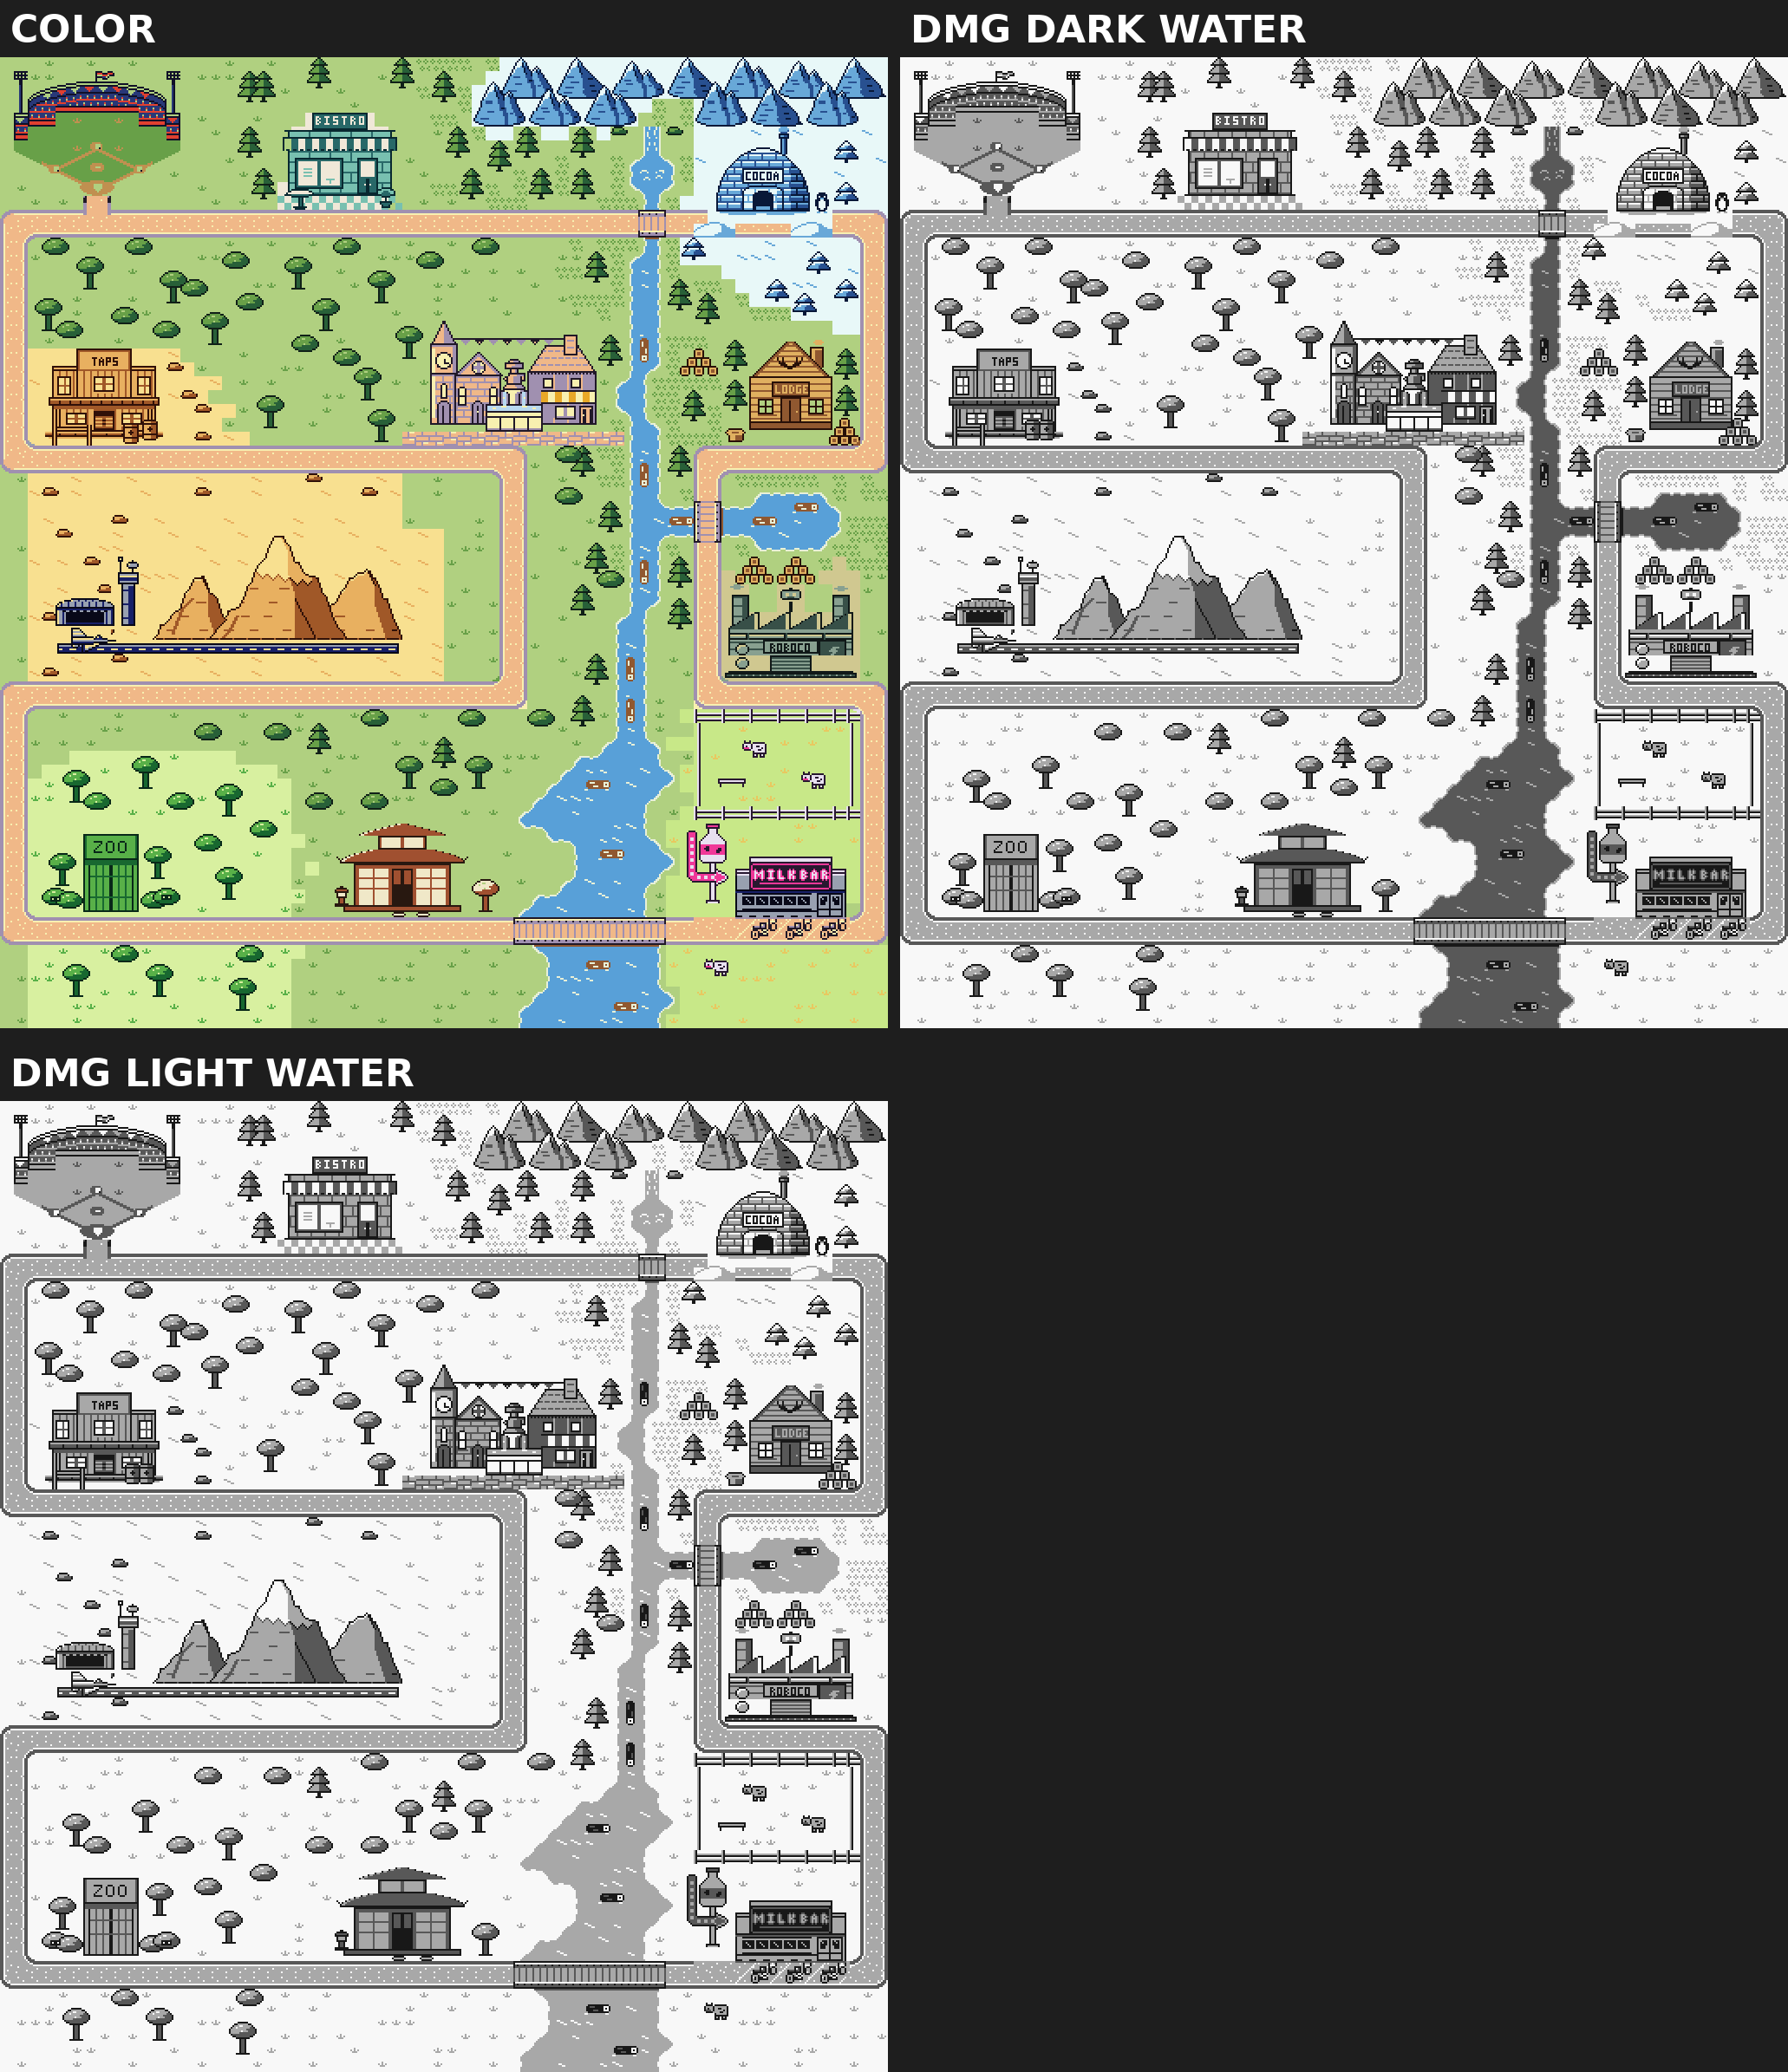 COLOR
BISTRO
COCOA
TAPS
LODGE
ROBOCO
ZOO
MILKBAR
DMG DARK WATER
BISTRO
COCOA
TAPS
LODGE
ROBOCO
ZOO
MILKBAR
DMG LIGHT WATER
BISTRO
COCOA
TAPS
LODGE
ROBOCO
ZOO
MILKBAR